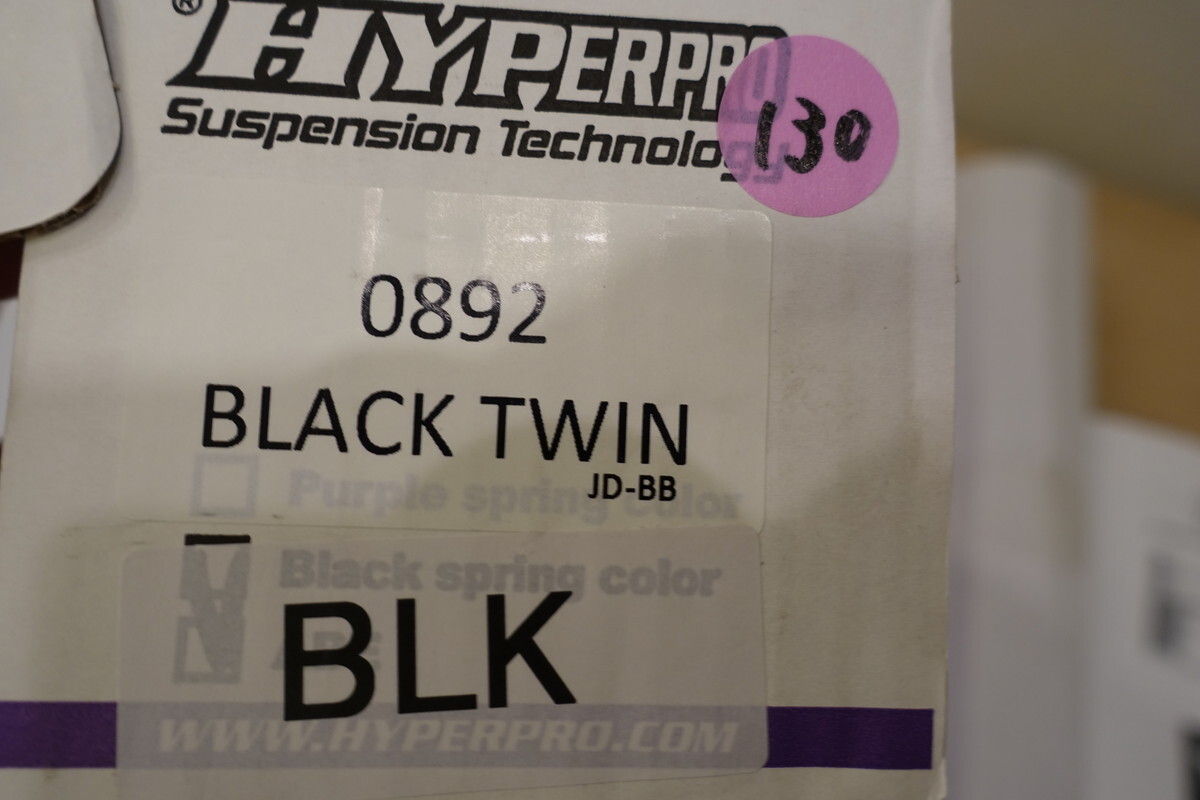 ® HYPERPRO
Suspension Technology
130
0892
BLACK TWIN
JD-BB
Purple spring color
Black spring color
BLK
WWW.HYPERPRO.COM